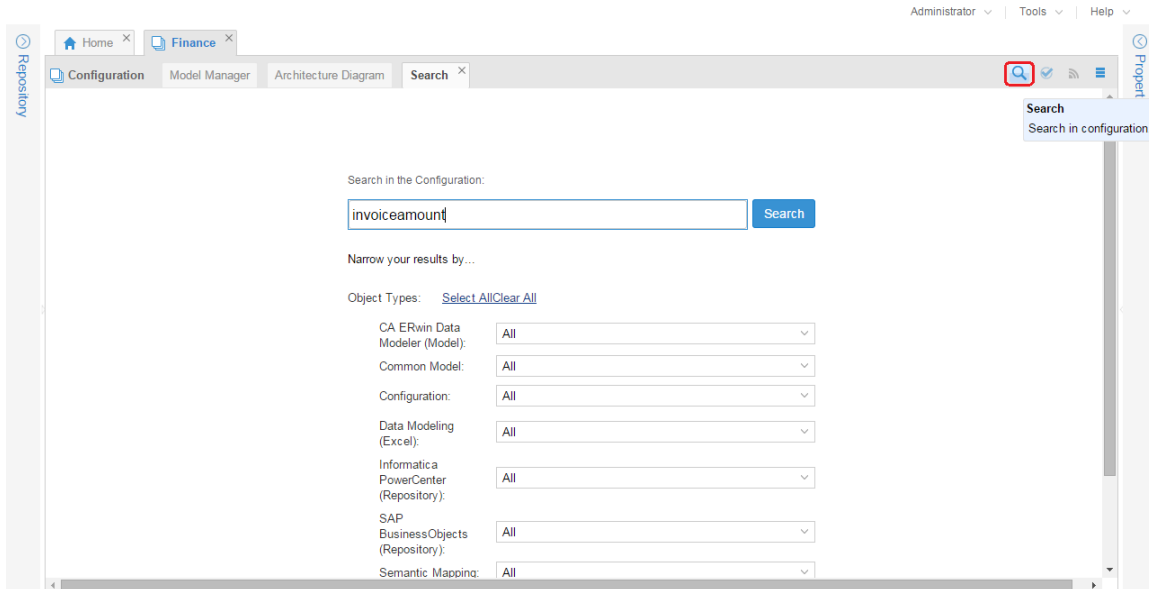 Administrator Tools Help
Home Finance
Configuration Model Manager Architecture Diagram Search
Repository
Propert
Search
Search in configuration
Search in the Configuration:
invoiceamount Search
Narrow your results by...
Object Types: Select AllClear All
CA ERwin Data
Modeler (Model): All
Common Model: All
Configuration: All
Data Modeling
(Excel): All
Informatica
PowerCenter
(Repository): All
SAP
BusinessObjects
(Repository): All
Semantic Mapping: All